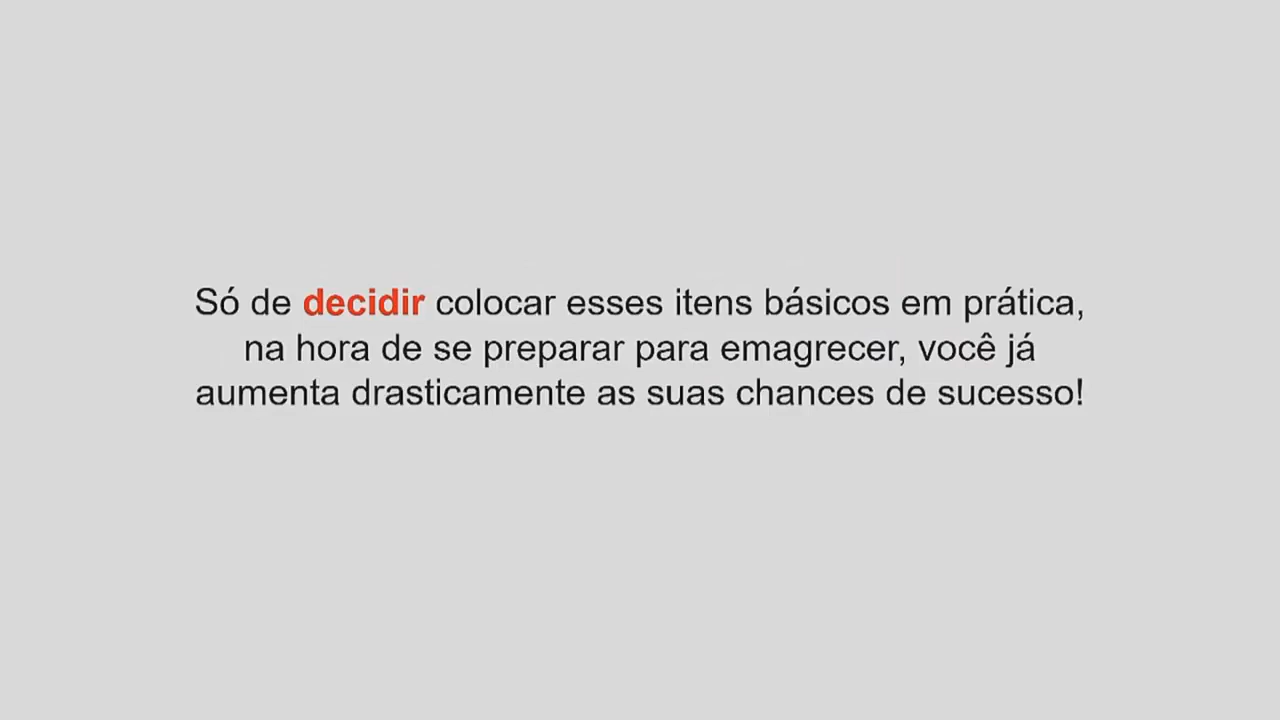 Só de decidir colocar esses itens básicos em prática,
na hora de se preparar para emagrecer, você já
aumenta drasticamente as suas chances de sucesso!